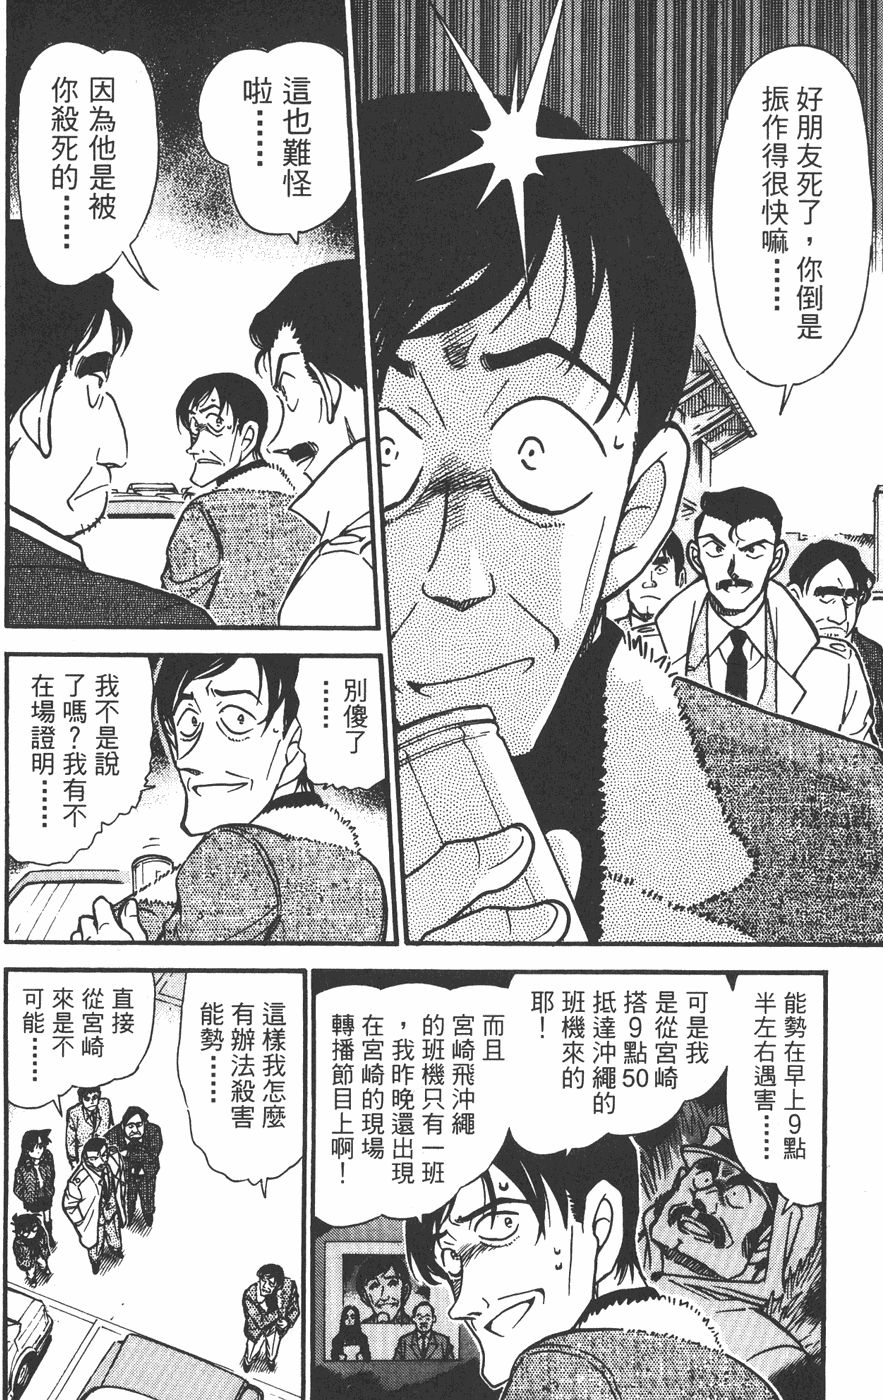 好朋友死了，你倒是
振作得很快嘛……
這也難怪
啦……
因為他是被
你殺死的……
別傻了
……
我不是說
了嗎？我有不
在場證明……
能勢在早上9點
半左右遇害……
可是我
是從宮崎
搭9點50
抵達沖繩的
班機來的
耶！
而且
宮崎飛沖繩
的班機只有一班
，我昨晚還出現
在宮崎的現場
轉播節目上啊！
這樣我怎麼
有辦法殺害
能勢……
直接
從宮崎
來是不
可能……